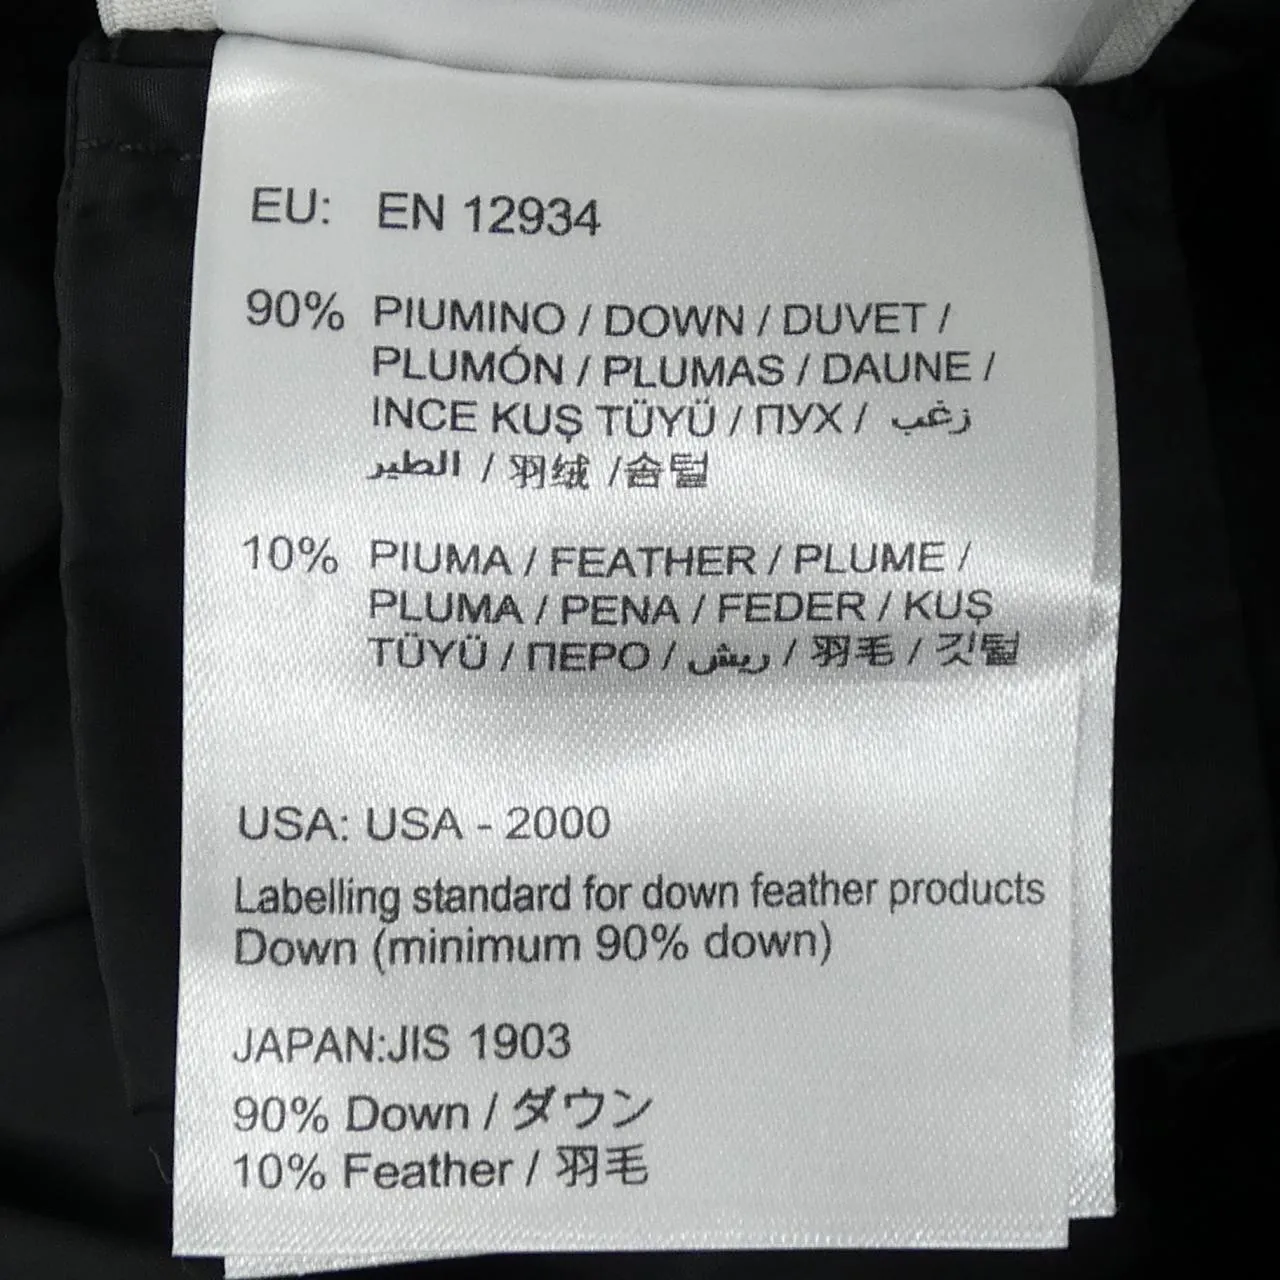 EU: EN 12934
90% PIUMINO / DOWN / DUVET /
PLUMÓN / PLUMAS / DAUNE /
INCE KUŞ TÜYÜ / ПУХ / زغب
الطير / 羽绒 /솜털
10% PIUMA / FEATHER / PLUME /
PLUMA / PENA / FEDER / KUŞ
TÜYÜ / ПЕРО / ريش / 羽毛 / 깃털
USA: USA - 2000
Labelling standard for down feather products
Down (minimum 90% down)
JAPAN:JIS 1903
90% Down / ダウン
10% Feather / 羽毛